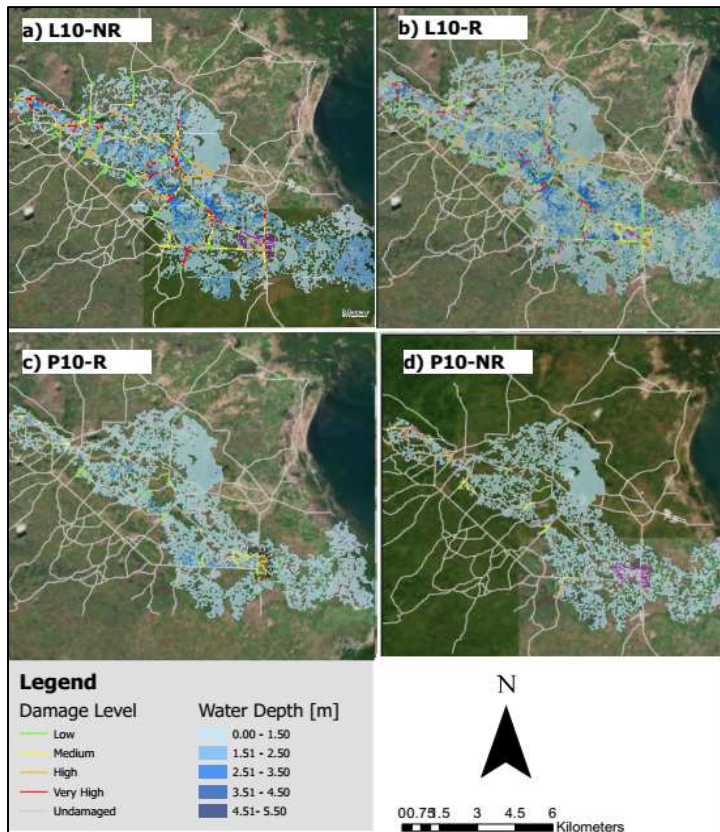 a) L10-NR
b) L10-R
c) P10-R
d) P10-NR
Legend
Damage Level
Low
Medium
High
Very High
Undamaged
Water Depth [m]
0.00 - 1.50
1.51 - 2.50
2.51 - 3.50
3.51 - 4.50
4.51- 5.50
N
00.751.5 3 4.5 6
Kilometers